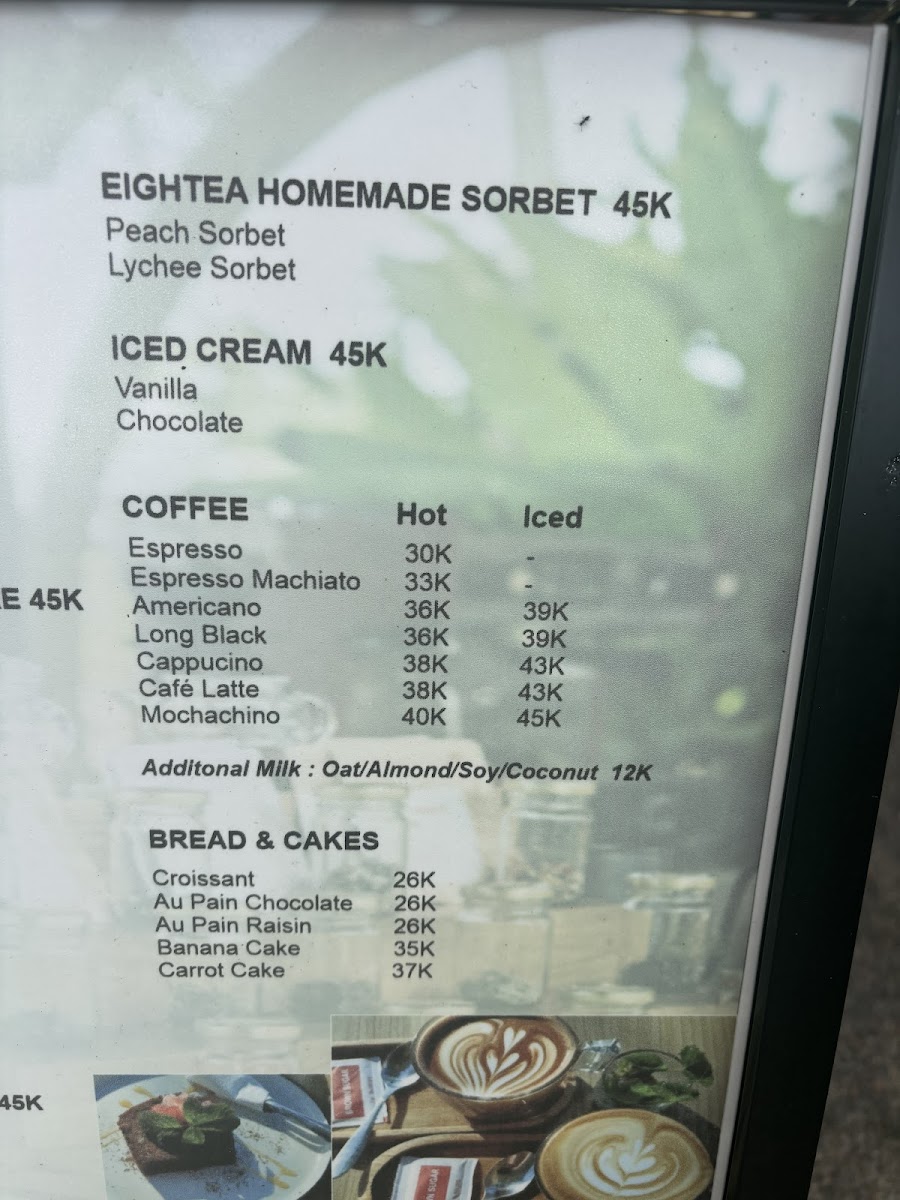 EIGHTEA HOMEMADE SORBET 45K
Peach Sorbet
Lychee Sorbet
ICED CREAM 45K
Vanilla
Chocolate
COFFEE Hot Iced
Espresso 30K -
Espresso Machiato 33K -
Americano 36K 39K
Long Black 36K 39K
Cappucino 38K 43K
Café Latte 38K 43K
Mochachino 40K 45K
Additonal Milk : Oat/Almond/Soy/Coconut 12K
BREAD & CAKES
Croissant 26K
Au Pain Chocolate 26K
Au Pain Raisin 26K
Banana Cake 35K
Carrot Cake 37K
45K
45K